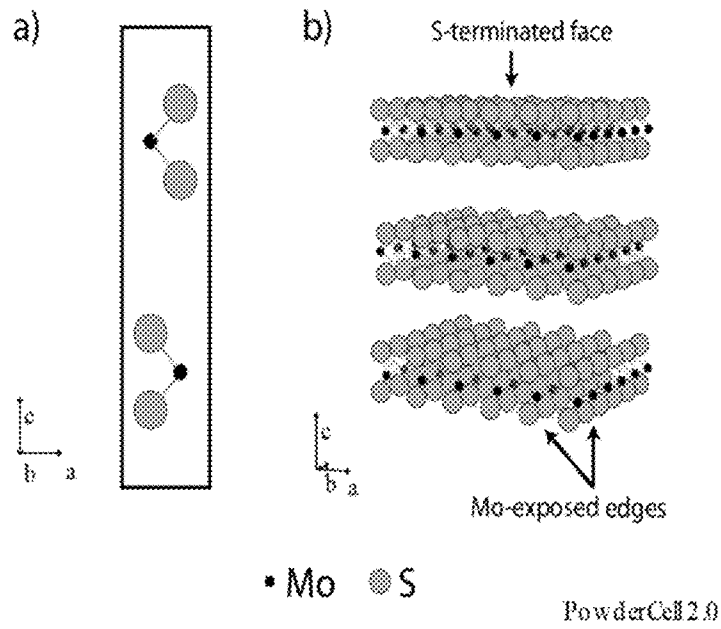 a)
b)
S-terminated face
c
b a
c
b a
Mo-exposed edges
Mo S
PowderCell 2.0